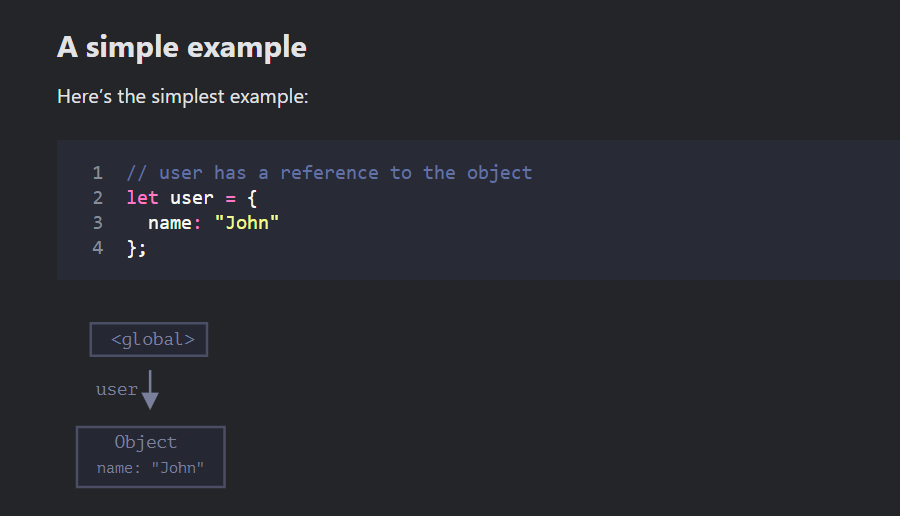 A simple example
Here’s the simplest example:
1 // user has a reference to the object
2 let user = {
3   name: "John"
4 };
<global>
user
Object
name: "John"